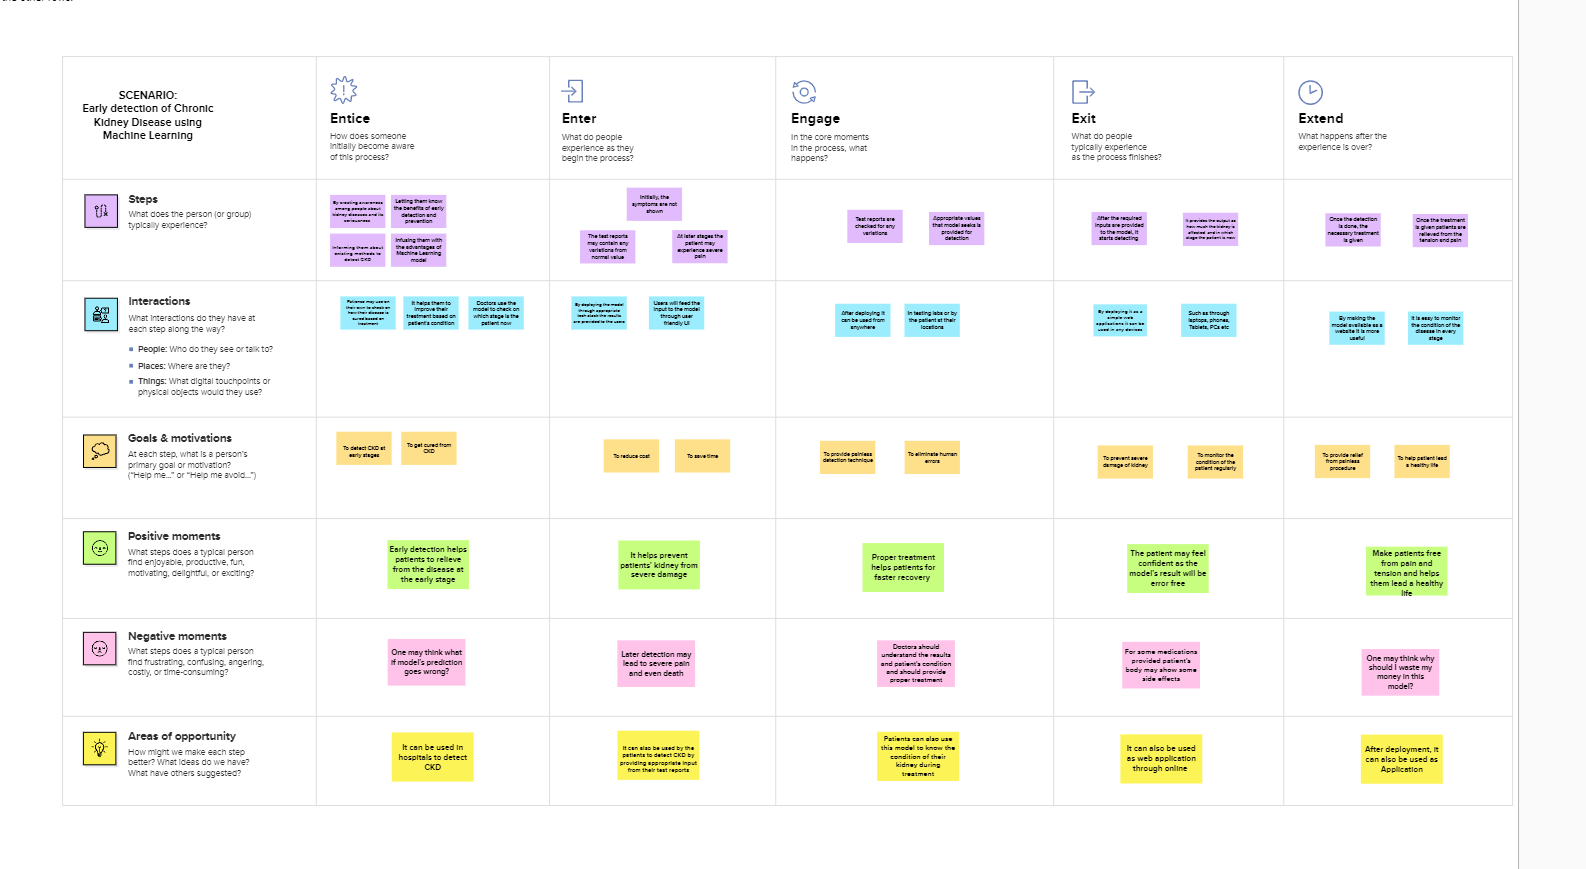 SCENARIO:
Early detection of Chronic
Kidney Disease using
Machine Learning
Entice
How does someone
initially become aware
of this process?
Enter
What do people
experience as they
begin the process?
Engage
In the core moments
in the process, what
happens?
Exit
What do people
typically experience
as the process finishes?
Extend
What happens after the
experience is over?
Steps
What does the person (or group)
typically experience?
By creating awareness
among people about
kidney diseases and its
seriousness
Letting them know
the benefits of early
detection and
prevention
Informing them about
existing methods to
detect CKD
Infusing them with
the advantages of
Machine Learning
model
Initially, the
symptoms are not
shown
The test reports
may contain any
variations from
normal value
At later stages the
patient may
experience severe
pain
Test reports are
checked for any
variations
Appropriate values
that model seeks is
provided for
detection
After the required
inputs are provided
to the model, it
starts detecting
It provides the output as
how much the kidney is
affected and in which
stage the patient is now
Once the detection
is done, the
necessary treatment
is given
Once the treatment
is given patients are
relieved from the
tension and pain
Interactions
What interactions do they have at
each step along the way?
People: Who do they see or talk to?
Places: Where are they?
Things: What digital touchpoints or
physical objects would they use?
Patients may use on
their own to check on
how their disease is
cured based on
treatment
It helps them to
improve their
treatment based on
patient's condition
Doctors use the
model to check on
which stage is the
patient now
By deploying the model
through appropriate
tech stack the results
are provided to the users
Users will feed the
input to the model
through user
friendly UI
After deploying it
can be used from
anywhere
In testing labs or by
the patient at their
locations
By deploying it as a
simple web
applications it can be
used in any devices
Such as through
laptops, phones,
Tablets, PCs etc
By making the
model available as a
website it is more
useful
It is easy to monitor
the condition of the
disease in every
stage
Goals & motivations
At each step, what is a person's
primary goal or motivation?
("Help me..." or "Help me avoid...")
To detect CKD at
early stages
To get cured from
CKD
To reduce cost
To save time
To provide painless
detection technique
To eliminate human
errors
To prevent severe
damage of kidney
To monitor the
condition of the
patient regularly
To provide relief
from painless
procedure
To help patient lead
a healthy life
Positive moments
What steps does a typical person
find enjoyable, productive, fun,
motivating, delightful, or exciting?
Early detection helps
patients to relieve
from the disease at
the early stage
It helps prevent
patients' kidney from
severe damage
Proper treatment
helps patients for
faster recovery
The patient may feel
confident as the
model's result will be
error free
Make patients free
from pain and
tension and helps
them lead a healthy
life
Negative moments
What steps does a typical person
find frustrating, confusing, angering,
costly, or time-consuming?
One may think what
if model's prediction
goes wrong?
Later detection may
lead to severe pain
and even death
Doctors should
understand the results
and patient's condition
and should provide
proper treatment
For some medications
provided patient's
body may show some
side effects
One may think why
should I waste my
money in this
model?
Areas of opportunity
How might we make each step
better? What ideas do we have?
What have others suggested?
It can be used in
hospitals to detect
CKD
It can also be used by the
patients to detect CKD by
providing appropriate input
from their test reports
Patients can also use
this model to know the
condition of their
kidney during
treatment
It can also be used
as web application
through online
After deployment, it
can also be used as
Application